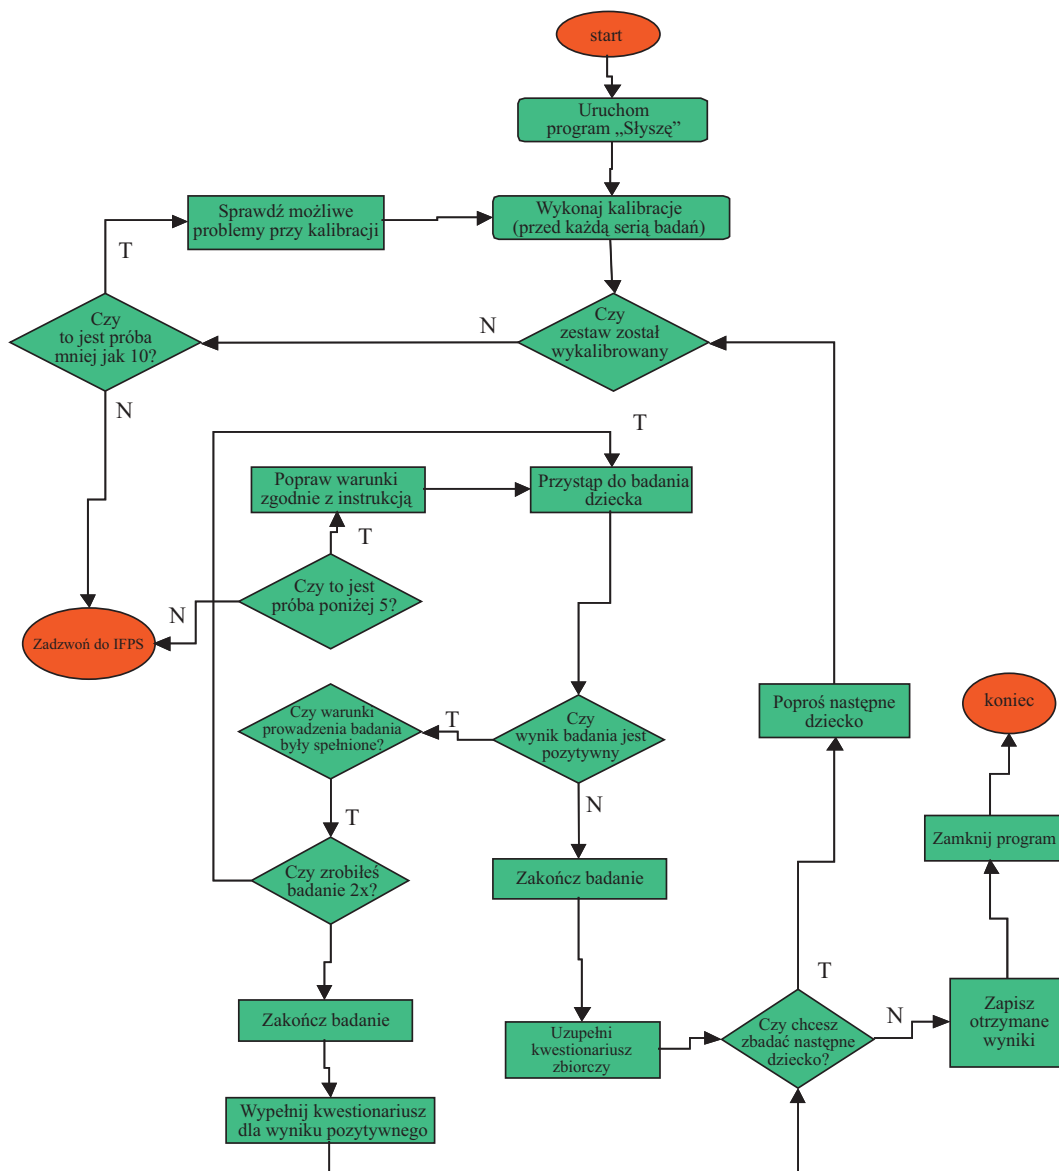 start
Uruchom
program „Słyszę”
Sprawdź możliwe
problemy przy kalibracji
Wykonaj kalibracje
(przed każdą serią badań)
T
Czy
to jest próba
mniej jak 10?
N
Czy
zestaw został
wykalibrowany
N
T
Popraw warunki
zgodnie z instrukcją
Przystąp do badania
dziecka
T
Czy to jest
próba poniżej 5?
N
Zadzwoń do IFPS
Czy warunki
prowadzenia badania
były spełnione?
T
Czy
wynik badania jest
pozytywny
Poproś następne
dziecko
koniec
T
N
Zamknij program
Czy zrobiłeś
badanie 2x?
Zakończ badanie
T
Zakończ badanie
Uzupełni
kwestionariusz
zbiorczy
Czy chcesz
zbadać następne
dziecko?
N
Zapisz
otrzymane
wyniki
Wypełnij kwestionariusz
dla wyniku pozytywnego